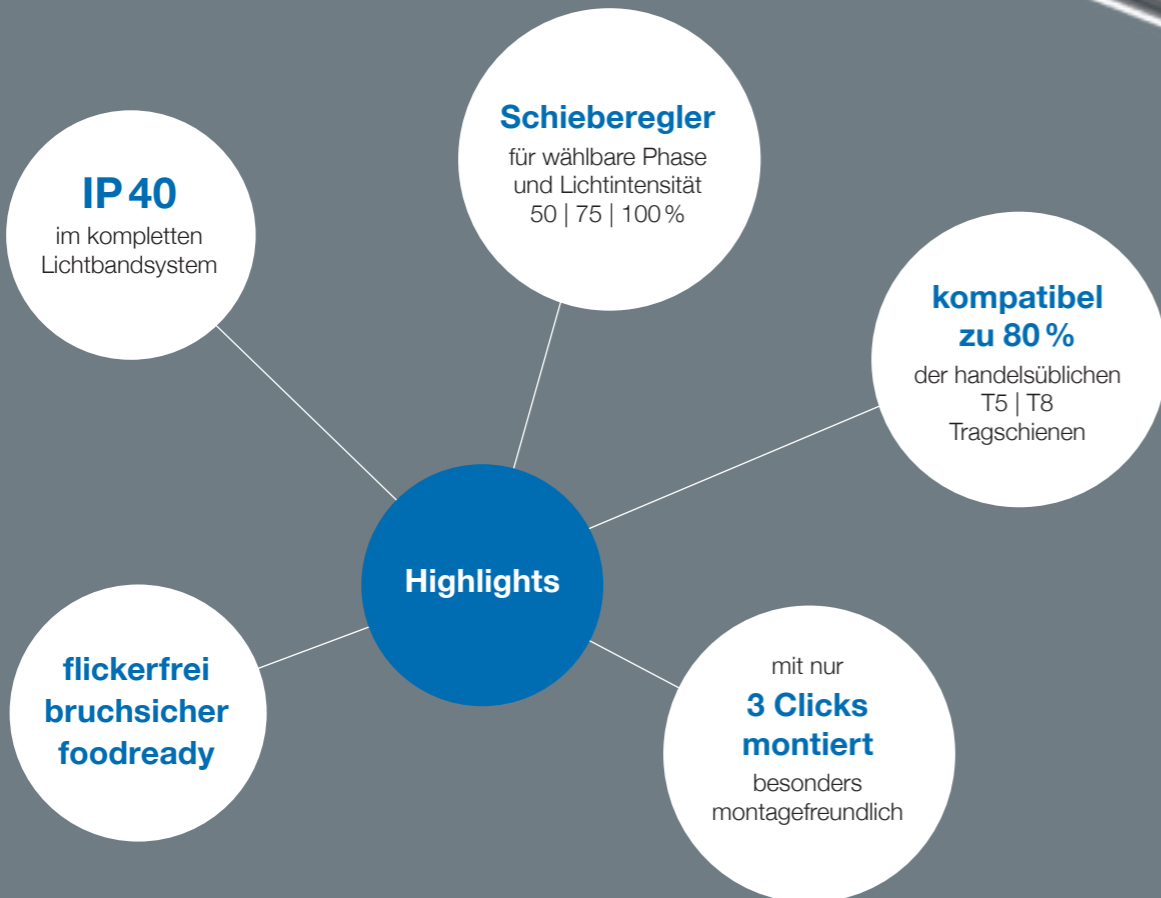 Schieberegler
für wählbare Phase
und Lichtintensität
50 | 75 | 100 %
IP 40
im kompletten
Lichtbandsystem
kompatibel
zu 80 %
der handelsüblichen
T5 | T8
Tragschienen
Highlights
flickerfrei
bruchsicher
foodready
mit nur
3 Clicks
montiert
besonders
montagefreundlich